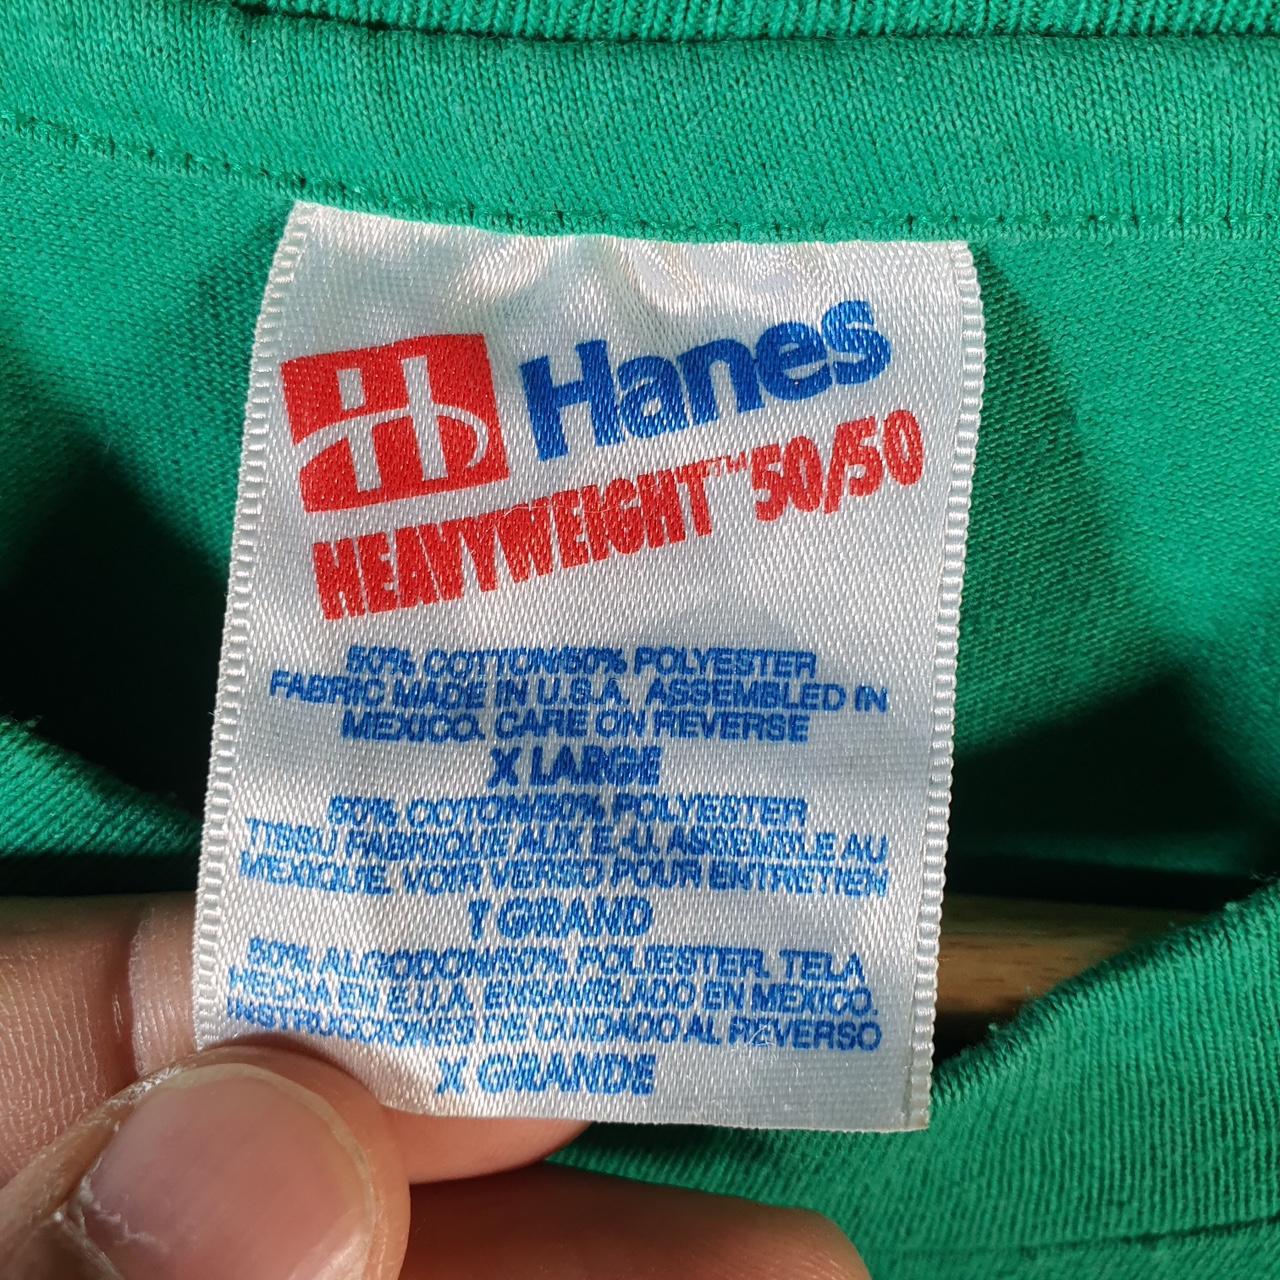 H Hanes
HEAVYWEIGHT™ 50/50
50% COTTON/50% POLYESTER
FABRIC MADE IN U.S.A. ASSEMBLED IN
MEXICO. CARE ON REVERSE
X LARGE
50% COTTON/50% POLYESTER
TISSU FABRIQUE AUX E-U. ASSEMBLE AU
MEXIQUE. VOIR VERSO POUR ENTRETIEN
T GRAND
50% ALGODON/50% POLIESTER. TELA
HECHA EN E.U.A. ENSAMBLADO EN MEXICO.
INSTRUCCIONES DE CUIDADO AL REVERSO
X GRANDE